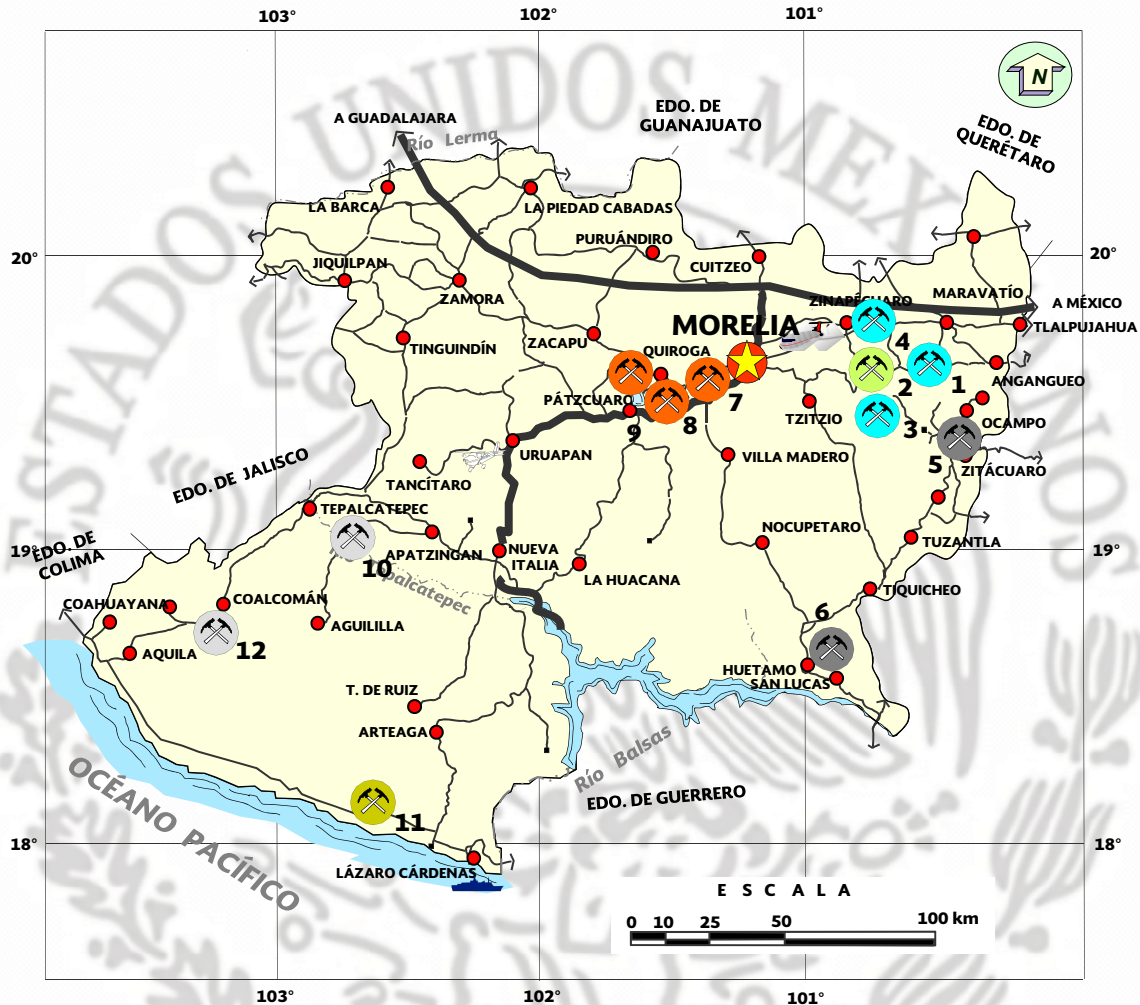 103°
102°
101°
ESTADOS UNIDOS MEXICANOS
N
EDO. DE
GUANAJUATO
EDO. DE
QUERÉTARO
A GUADALAJARA
Río Lerma
LA BARCA
LA PIEDAD CABADAS
PURUÁNDIRO
CUITZEO
20°
20°
JIQUILPAN
ZAMORA
ZINAPÉCUARO
MARAVATÍO
A MÉXICO
TLALPUJAHUA
MORELIA
TINGUINDÍN
ZACAPU
QUIROGA
4
2
1
ANGANGUEO
7
PÁTZCUARO
8
9
TZITZIO
3
OCAMPO
5
ZITÁCUARO
URUAPAN
VILLA MADERO
EDO. DE JALISCO
TANCÍTARO
TEPALCATEPEC
NOCUPETARO
TUZANTLA
EDO. DE
COLIMA
19°
19°
10
APATZINGAN
NUEVA
ITALIA
LA HUACANA
Río Tepalcatepec
TIQUICHEO
COAHUAYANA
COALCOMÁN
AGUILILLA
6
12
AQUILA
HUETAMO
SAN LUCAS
T. DE RUIZ
ARTEAGA
Río Balsas
EDO. DE GUERRERO
OCÉANO PACÍFICO
11
18°
18°
LÁZARO CÁRDENAS
E S C A L A
0 10 25 50 100 km
103°
102°
101°